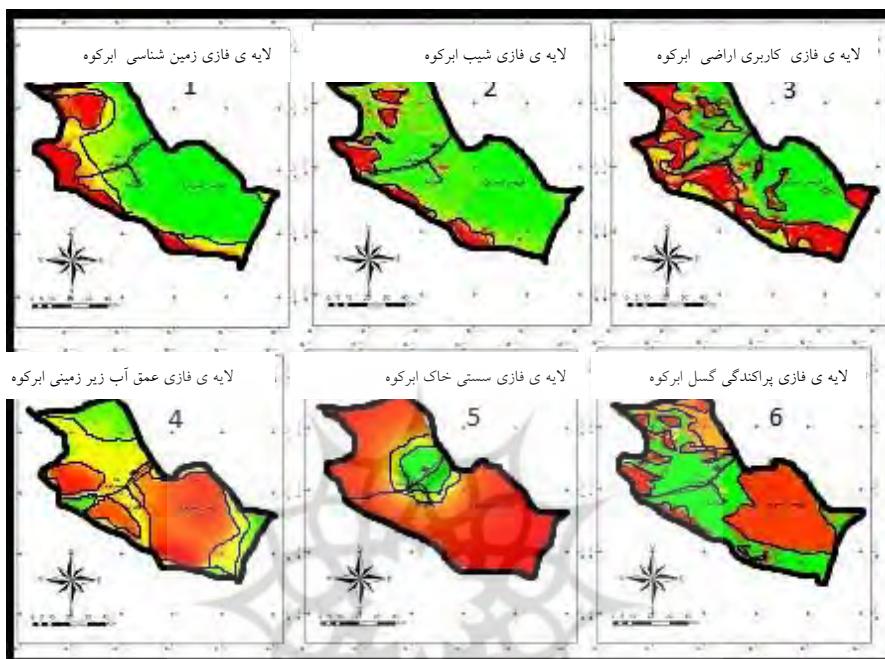 لایه ی فازی زمین شناسی ابرکوه
1
لایه ی فازی شیب ابرکوه
2
لایه ی فازی کاربری اراضی ابرکوه
3
لایه ی فازی عمق آب زیر زمینی ابرکوه
4
لایه ی فازی سستی خاک ابرکوه
5
لایه ی فازی پراکندگی گسل ابرکوه
6